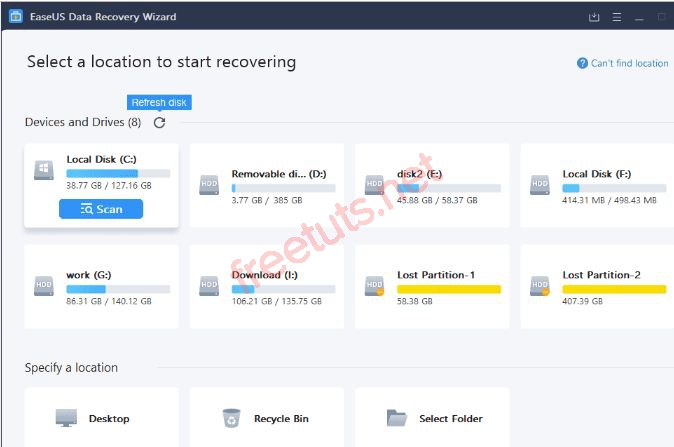 EaseUS Data Recovery Wizard
Select a location to start recovering
? Can't find location
Refresh disk
Devices and Drives (8)
Local Disk (C:)
38.77 GB / 127.16 GB
Scan
HDD
Removable di... (D:)
3.77 GB / 385 GB
HDD
disk2 (E:)
45.88 GB / 58.37 GB
HDD
Local Disk (F:)
414.31 MB / 498.43 MB
HDD
work (G:)
86.31 GB / 140.12 GB
HDD
Download (I:)
106.21 GB / 135.75 GB
HDD
Lost Partition-1
58.38 GB
HDD
Lost Partition-2
407.39 GB
freetuts.net
Specify a location
Desktop
Recycle Bin
Select Folder